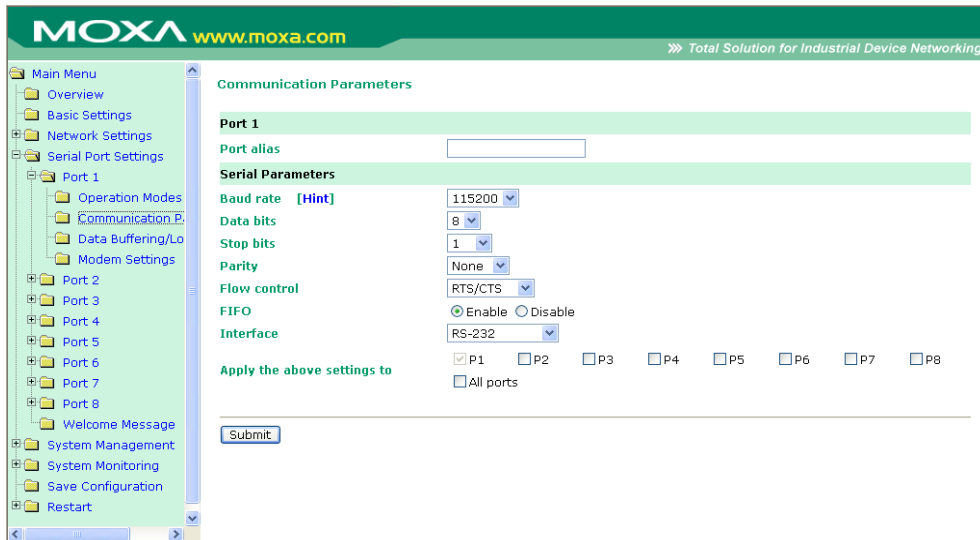 MOXA www.moxa.com
Total Solution for Industrial Device Networking
Main Menu
Overview
Basic Settings
Network Settings
Serial Port Settings
Port 1
Operation Modes
Communication Pa
Data Buffering/Lo
Modem Settings
Port 2
Port 3
Port 4
Port 5
Port 6
Port 7
Port 8
Welcome Message
System Management
System Monitoring
Save Configuration
Restart
Communication Parameters
Port 1
Port alias
Serial Parameters
Baud rate [Hint] 115200
Data bits 8
Stop bits 1
Parity None
Flow control RTS/CTS
FIFO Enable Disable
Interface RS-232
Apply the above settings to P1 P2 P3 P4 P5 P6 P7 P8
All ports
Submit